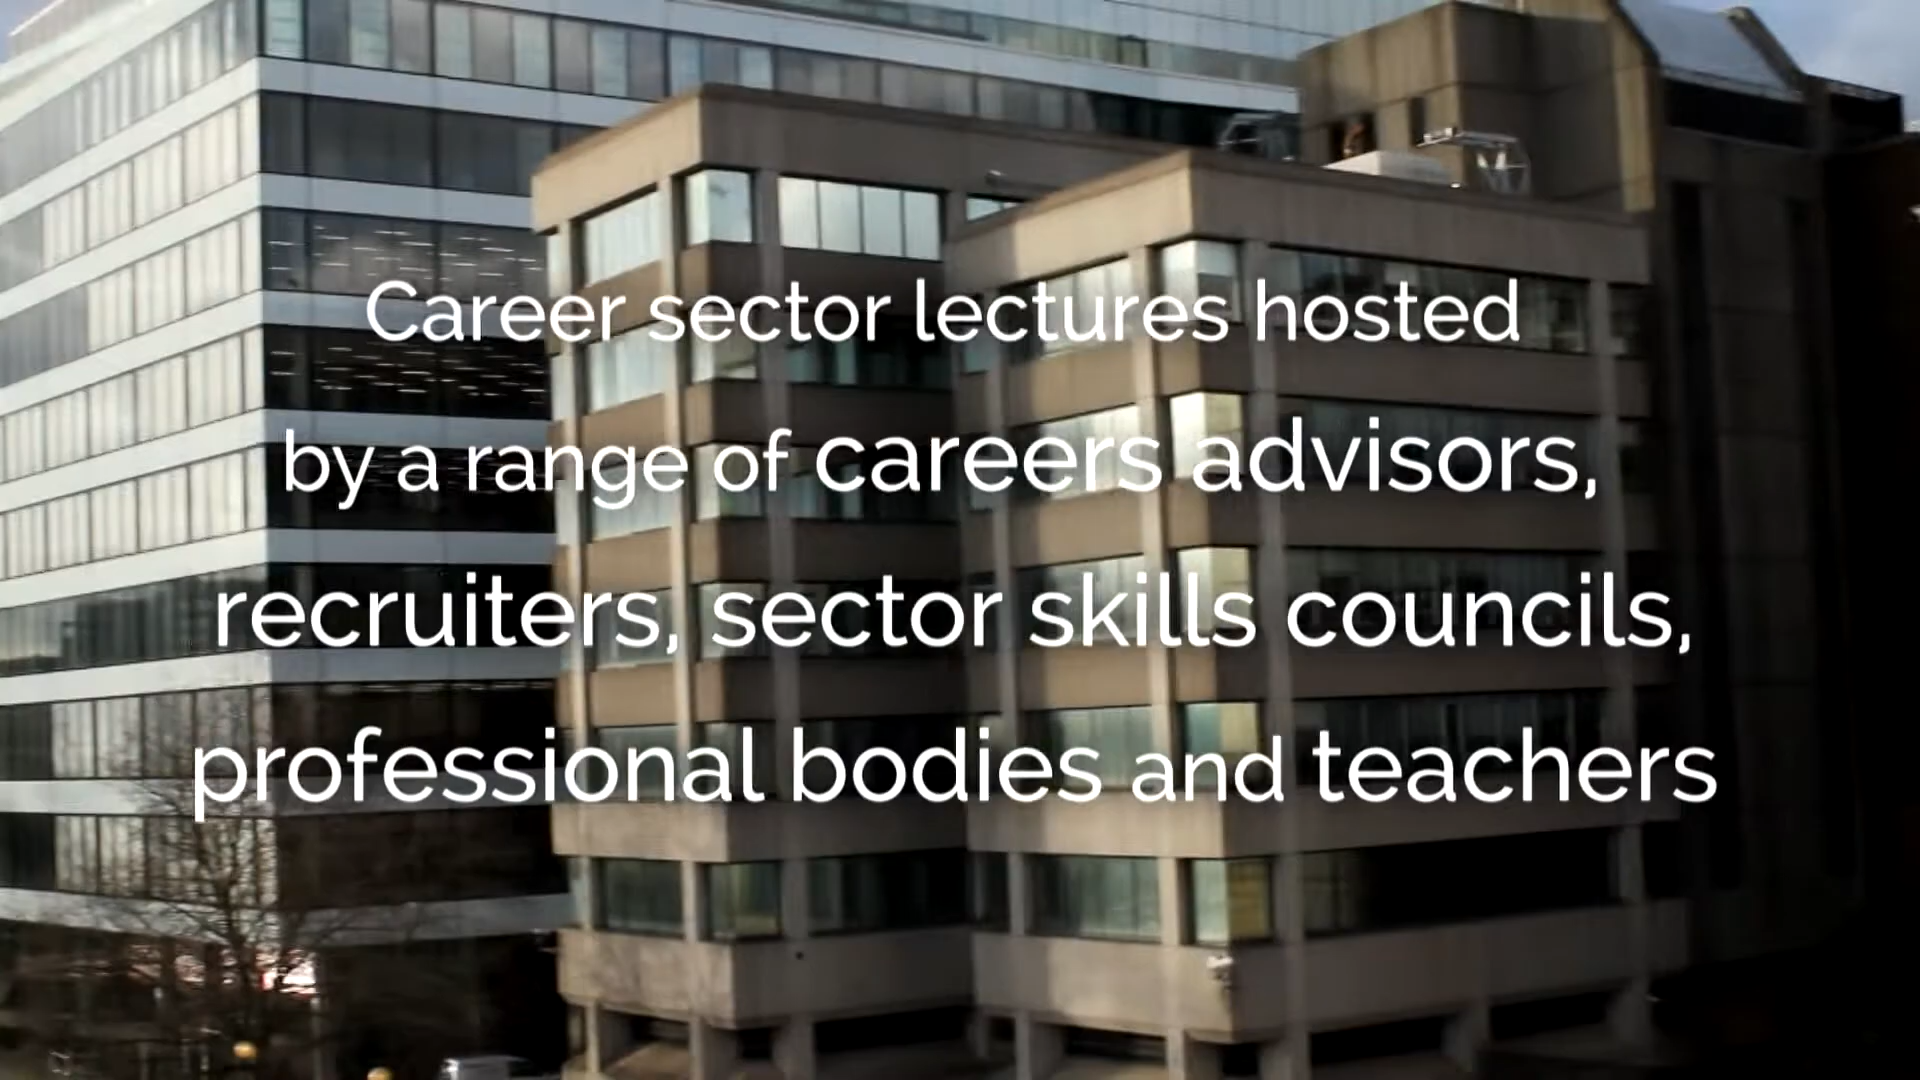 Career sector lectures hosted
by a range of careers advisors,
recruiters, sector skills councils,
professional bodies and teachers